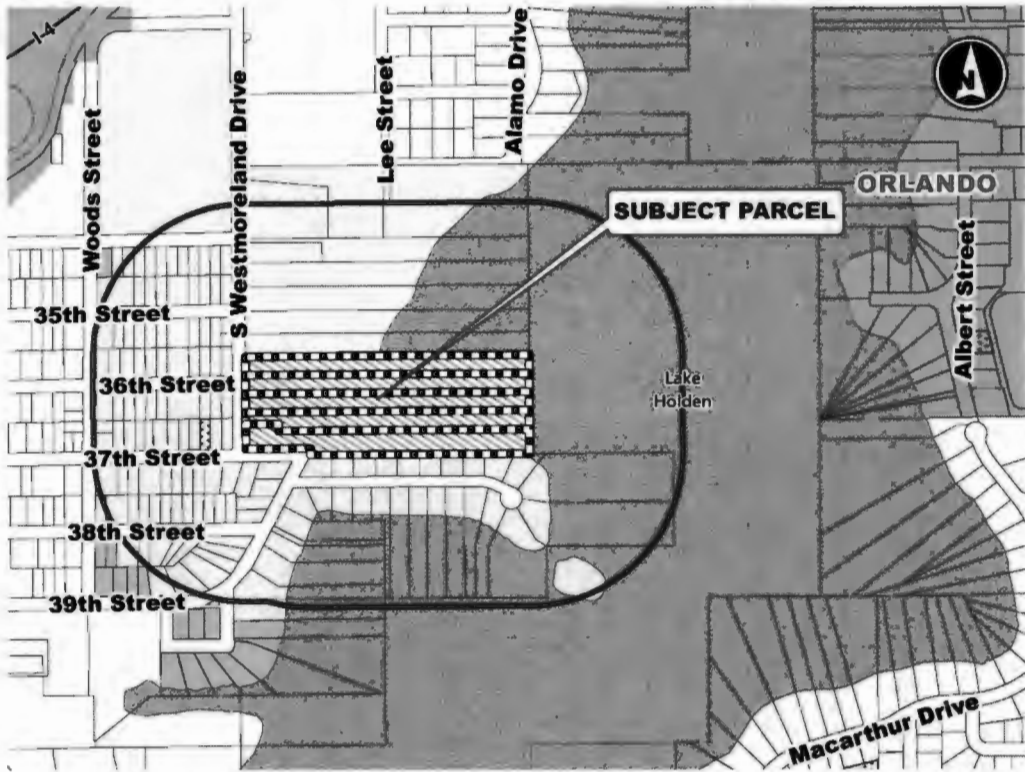 I-4
Woods Street
S Westmoreland Drive
Lee Street
Alamo Drive
N
ORLANDO
SUBJECT PARCEL
Albert Street
35th Street
36th Street
Lake
Holden
37th Street
38th Street
39th Street
Macarthur Drive